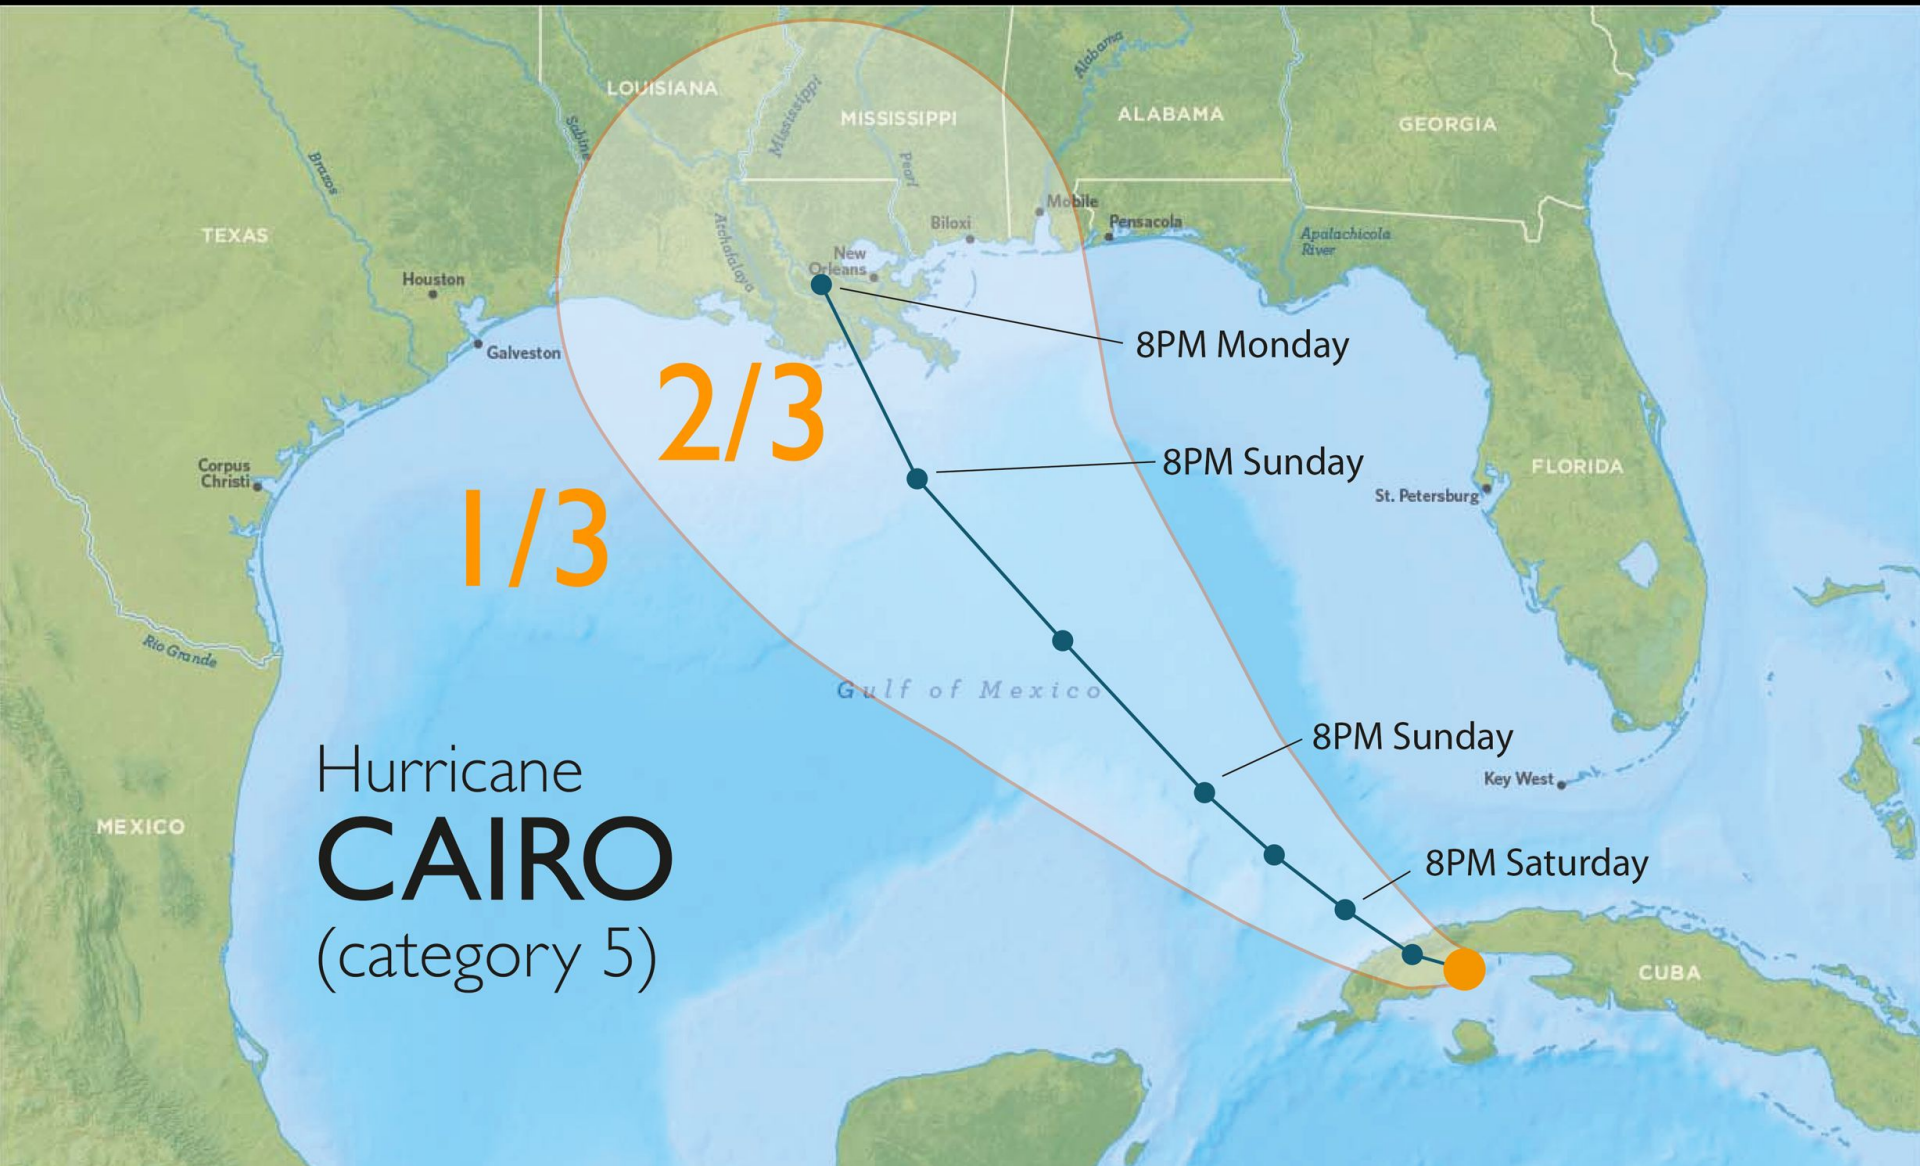 LOUISIANA
Mississippi
MISSISSIPPI
Alabama
ALABAMA
GEORGIA
Sabine
Brazos
Pearl
Atchafalaya
TEXAS
Houston
Galveston
Biloxi
Mobile
Pensacola
Apalachicola
River
New
Orleans
8PM Monday
2/3
8PM Sunday
Corpus
Christi
1/3
St. Petersburg
FLORIDA
Rio Grande
Gulf of Mexico
8PM Sunday
Key West
Hurricane
CAIRO
(category 5)
MEXICO
8PM Saturday
CUBA